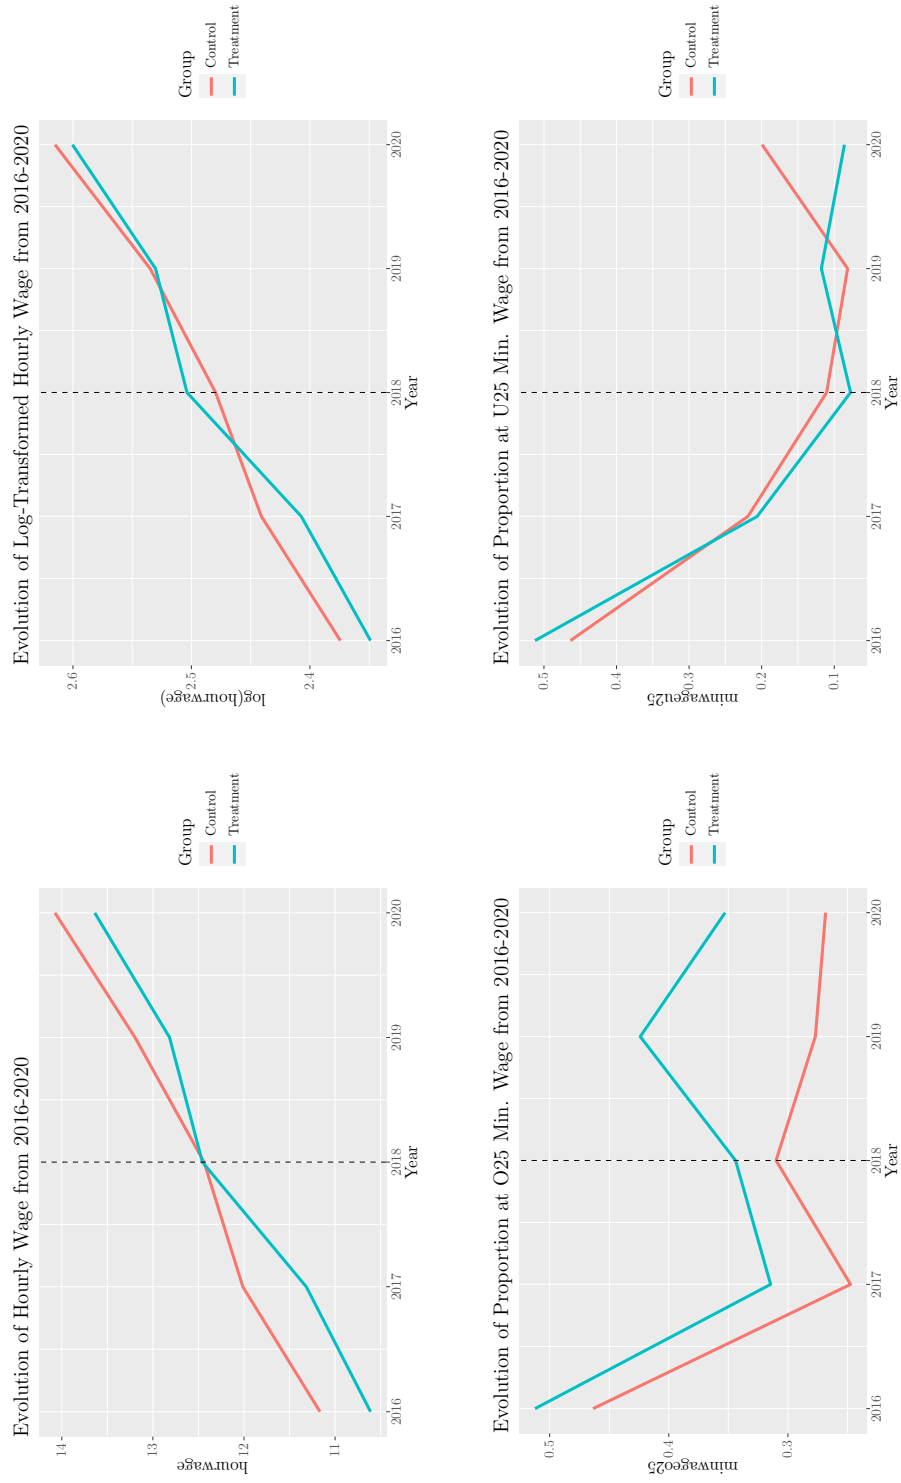 Evolution of Hourly Wage from 2016-2020
hourwage
14
13
12
11
2016
2017
2018
2019
2020
Year
Group
Control
Treatment
Evolution of Log-Transformed Hourly Wage from 2016-2020
log(hourwage)
2.6
2.5
2.4
2016
2017
2018
2019
2020
Year
Group
Control
Treatment
Evolution of Proportion at O25 Min. Wage from 2016-2020
minwageo25
0.5
0.4
0.3
2016
2017
2018
2019
2020
Year
Group
Control
Treatment
Evolution of Proportion at U25 Min. Wage from 2016-2020
minwageu25
0.5
0.4
0.3
0.2
0.1
2016
2017
2018
2019
2020
Year
Group
Control
Treatment